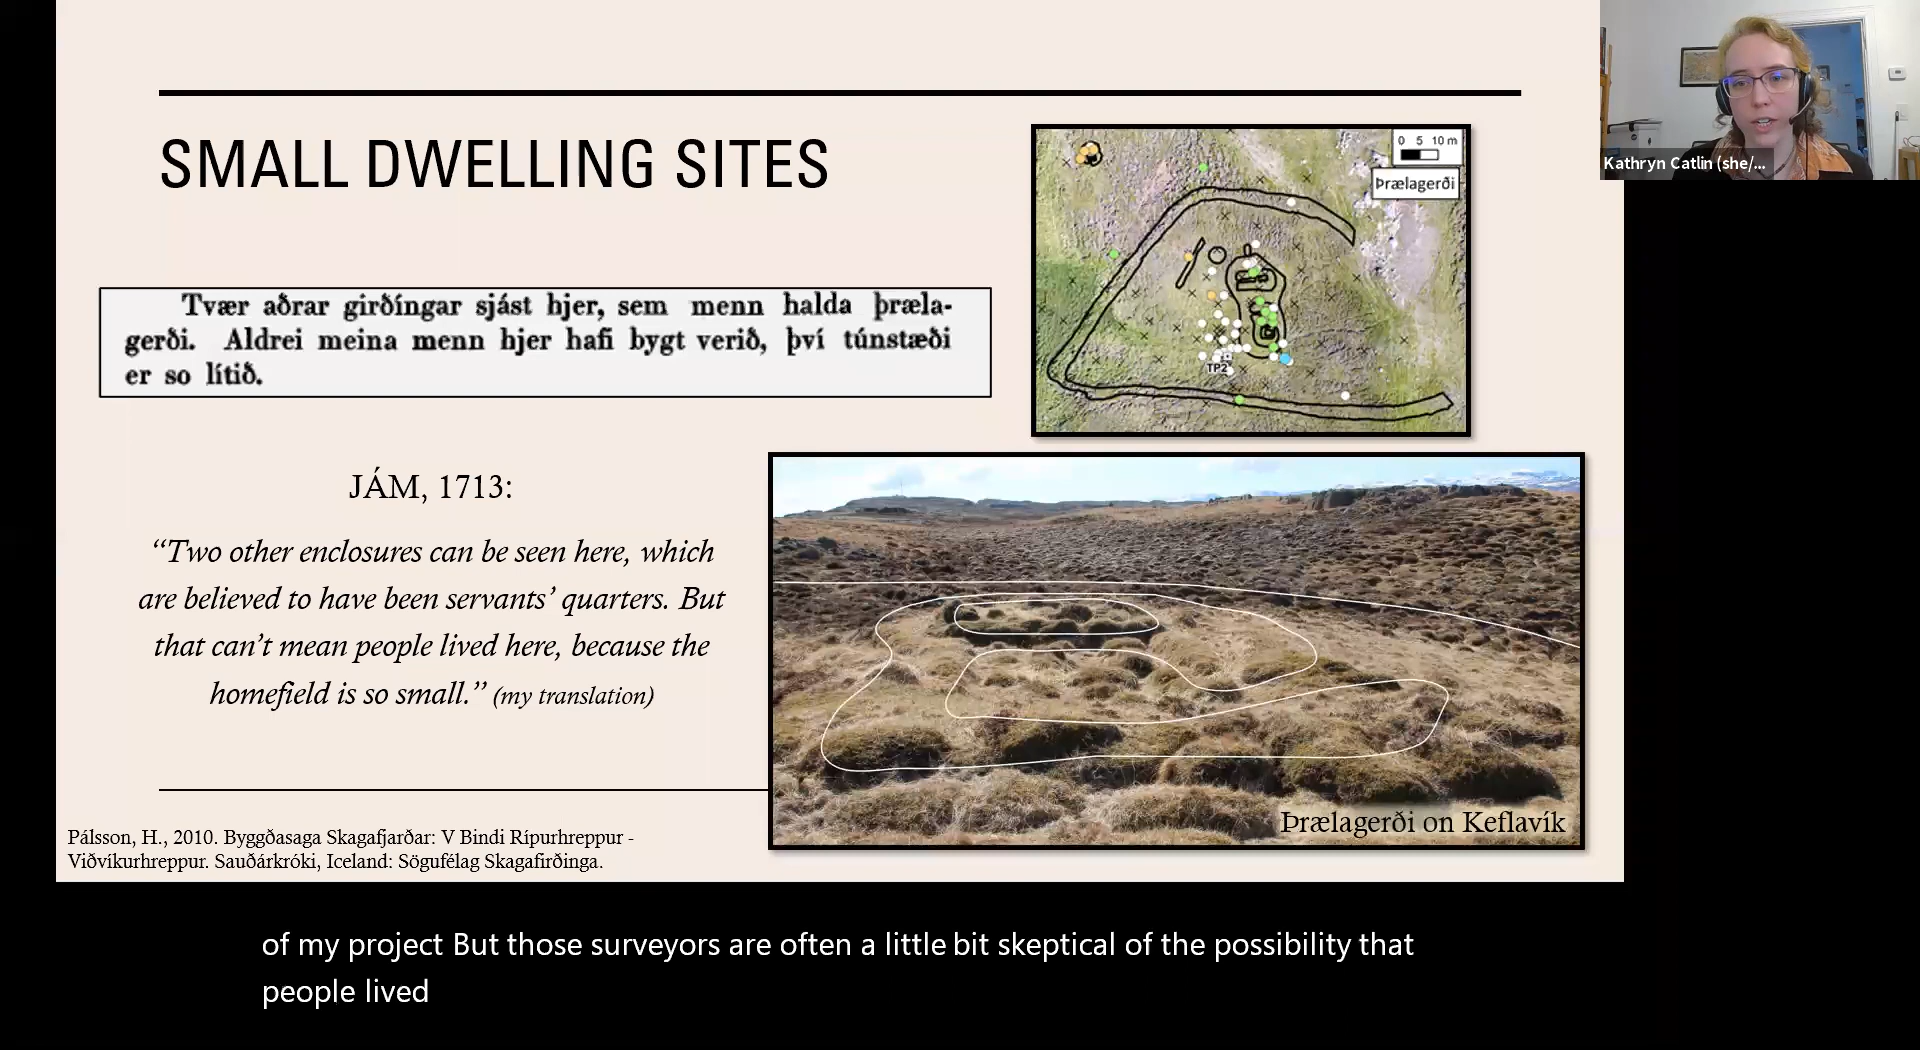 SMALL DWELLING SITES
Tvær aðrar girðíngar sjást hjer, sem menn halda þræla-
gerði. Aldrei meina menn hjer hafi bygt verið, því túnstæði
er so lítið.
JÁM, 1713:
“Two other enclosures can be seen here, which
are believed to have been servants’ quarters. But
that can’t mean people lived here, because the
homefield is so small.” (my translation)
Pálsson, H., 2010. Byggðasaga Skagafjarðar: V Bindi Rípurhreppur -
Viðvíkurhreppur. Sauðárkróki, Iceland: Sögufélag Skagfirðinga.
0 5 10 m
Þrælagerði
TP2
Þrælagerði on Keflavík
Kathryn Catlin (she/...
of my project But those surveyors are often a little bit skeptical of the possibility that
people lived